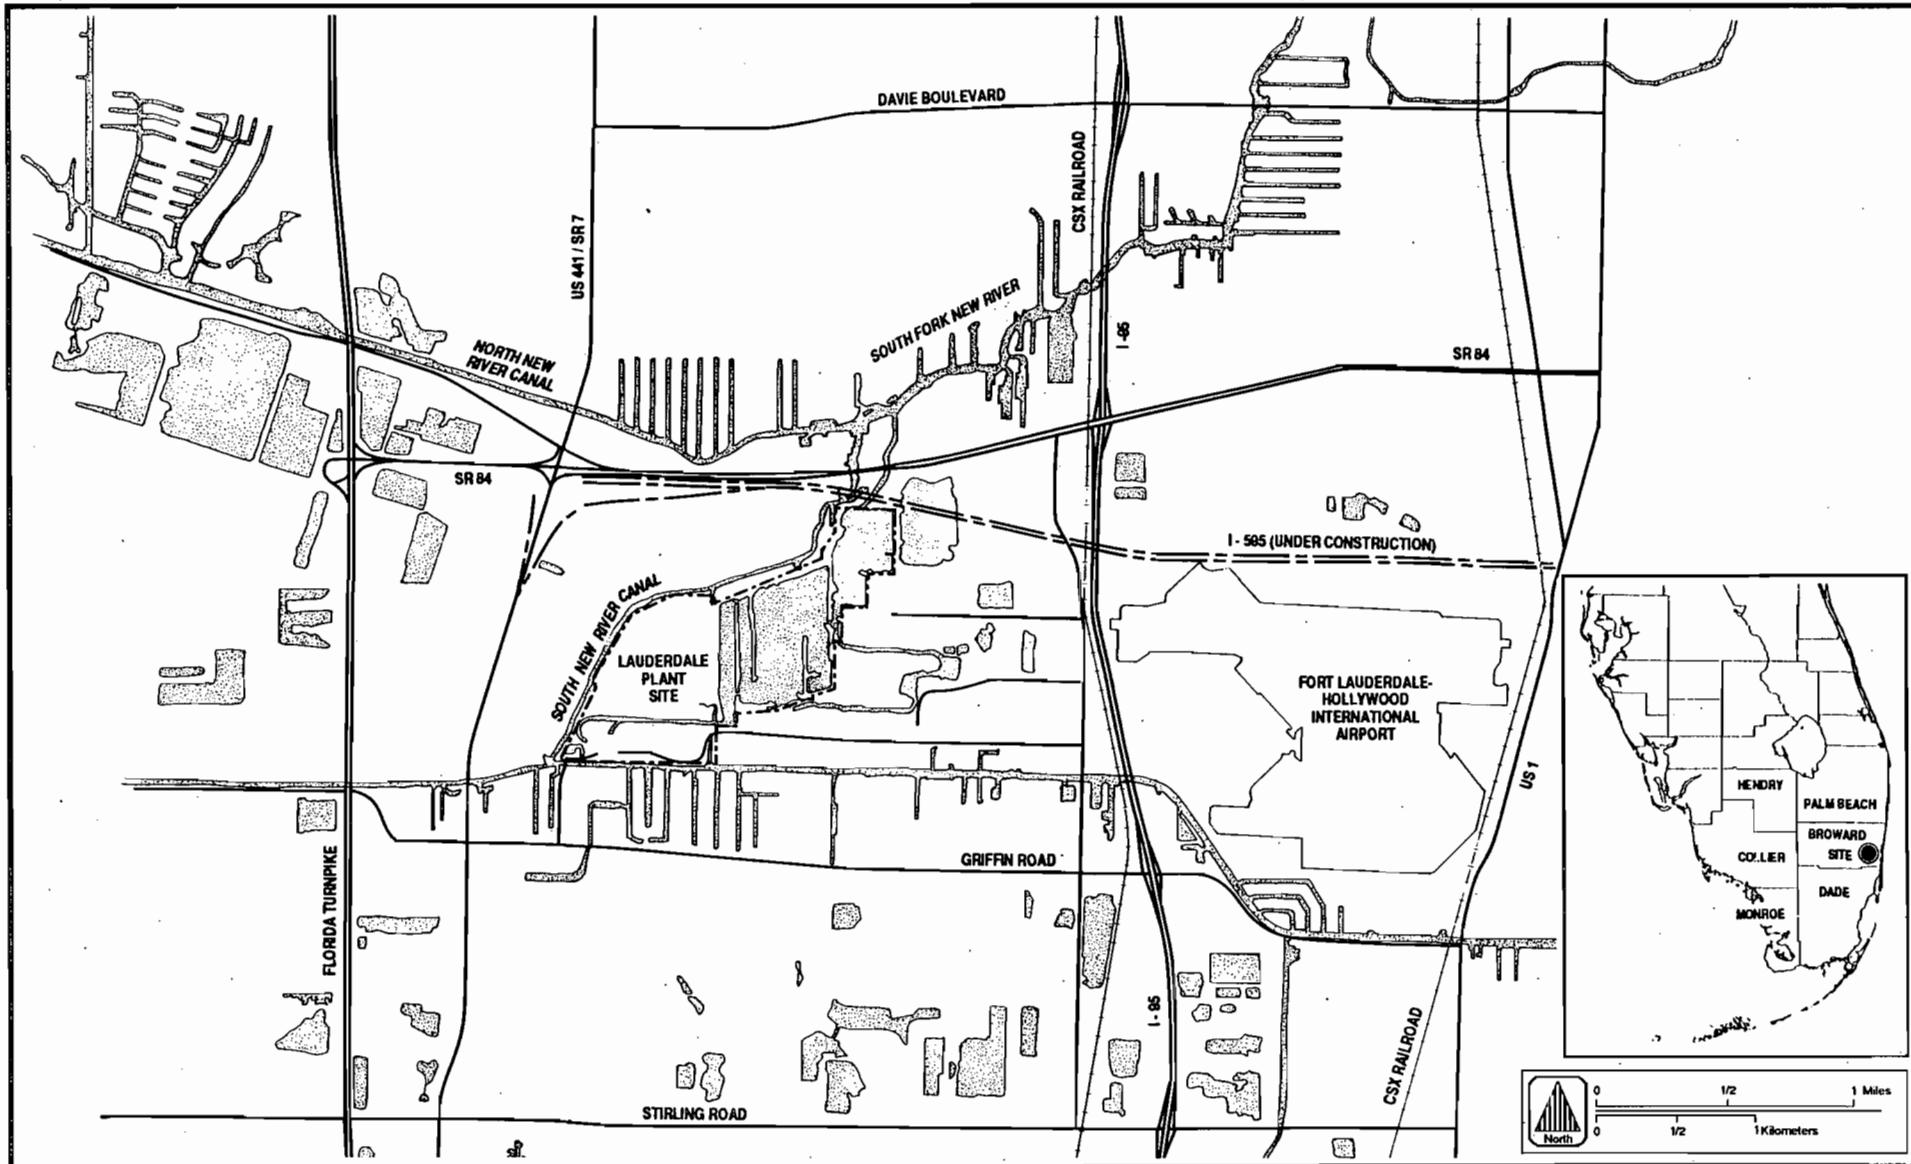 DAVIE BOULEVARD
CSX RAILROAD
US 441 / SR 7
SOUTH FORK NEW RIVER
NORTH NEW
RIVER CANAL
I-95
SR 84
SR 84
I - 595 (UNDER CONSTRUCTION)
SOUTH NEW RIVER CANAL
LAUDERDALE
PLANT
SITE
FORT LAUDERDALE-
HOLLYWOOD
INTERNATIONAL
AIRPORT
US 1
GRIFFIN ROAD
FLORIDA TURNPIKE
I - 95
CSX RAILROAD
STIRLING ROAD
HENDRY
PALM BEACH
BROWARD
SITE
COLLIER
DADE
MONROE
North
0 1/2 1 Miles
0 1/2 1 Kilometers